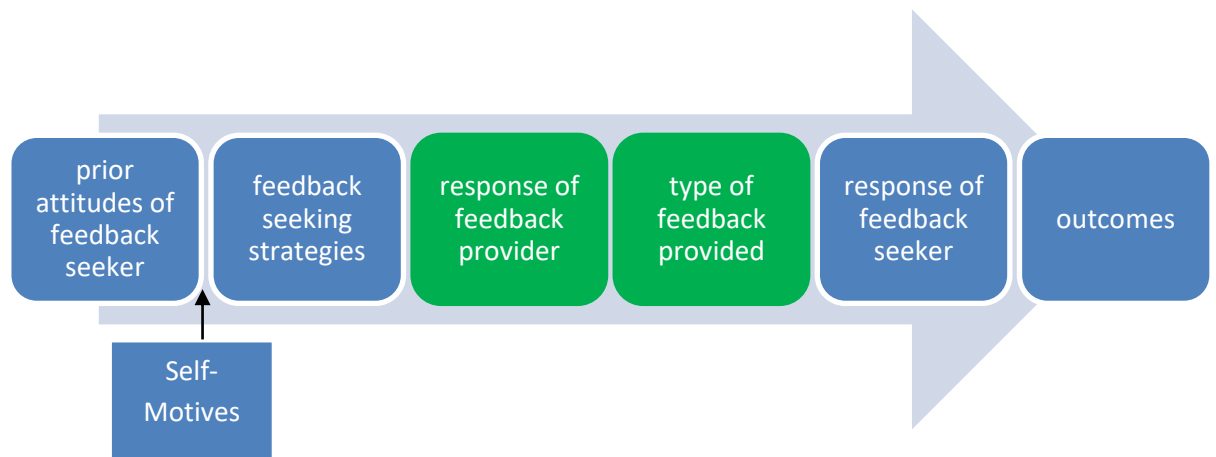 prior
attitudes of
feedback
seeker
feedback
seeking
strategies
response of
feedback
provider
type of
feedback
provided
response of
feedback
seeker
outcomes
Self-
Motives